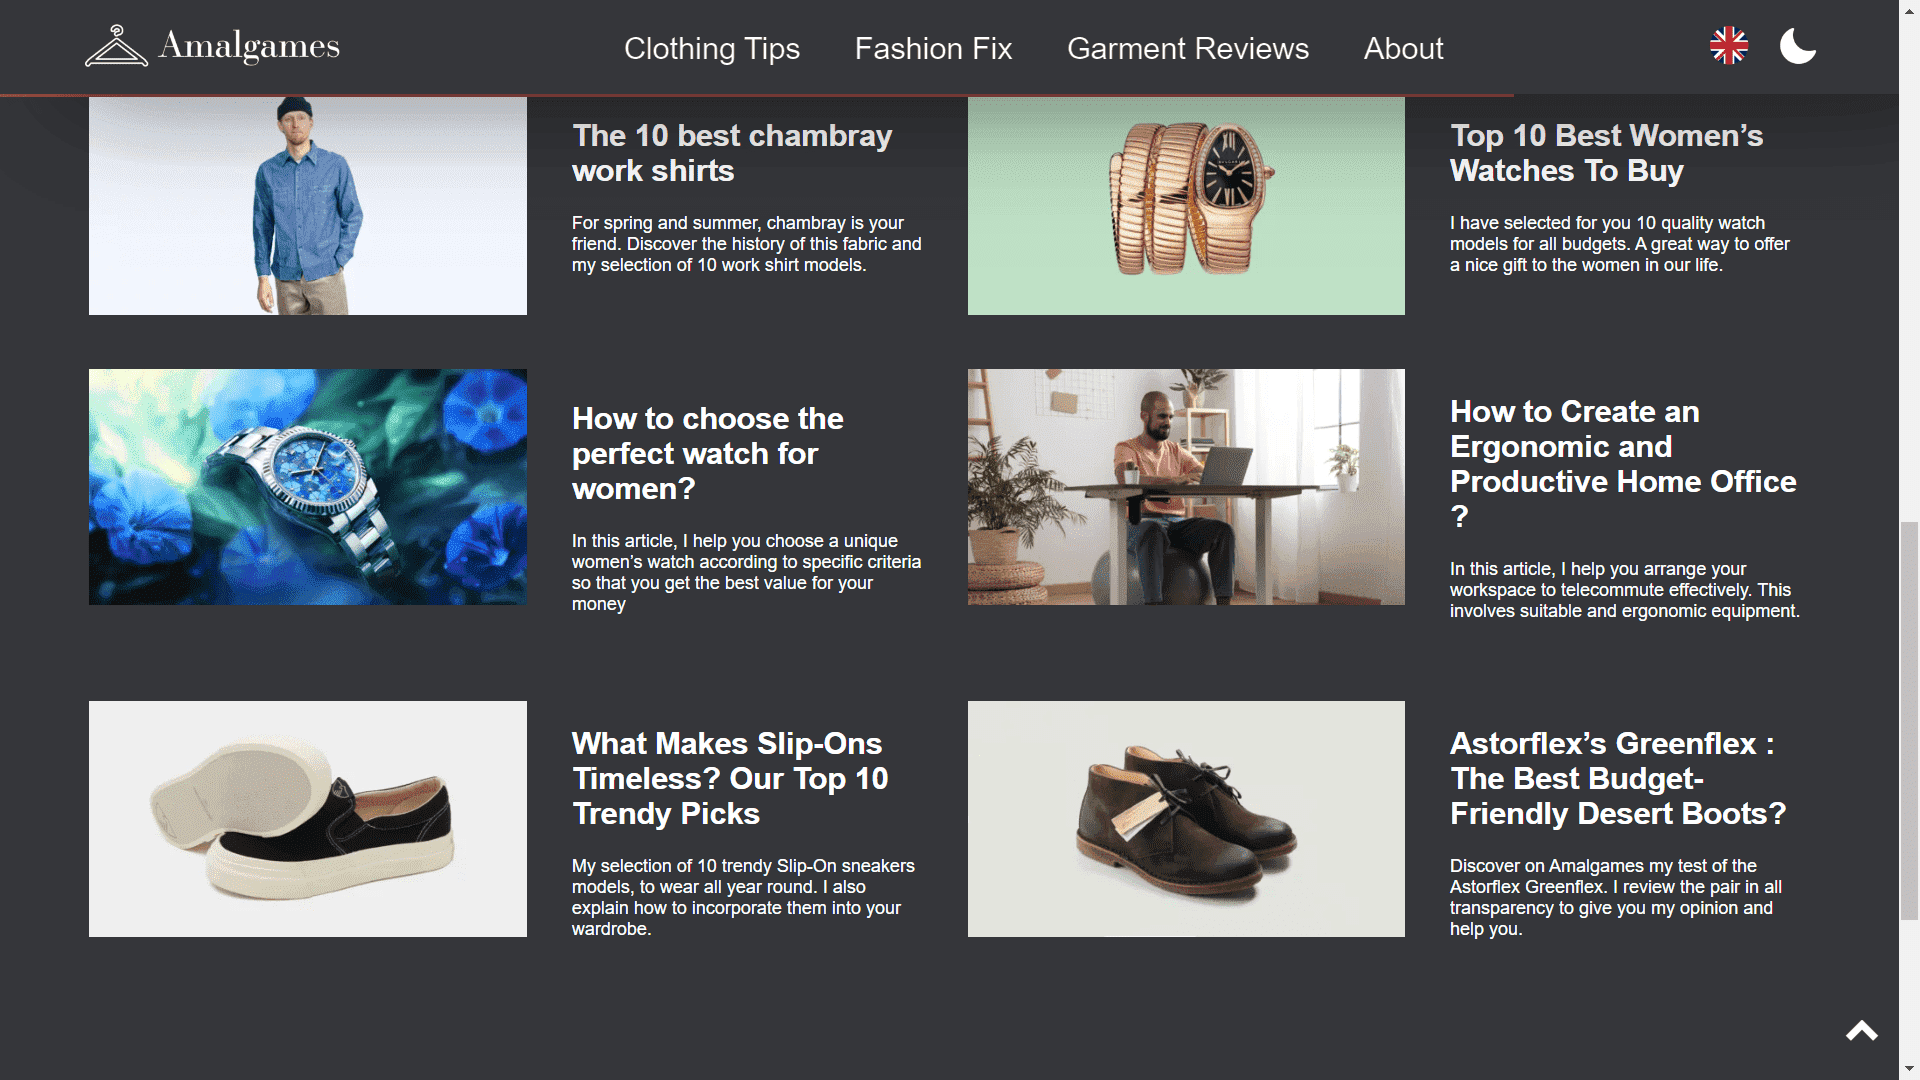 Amalgames
Clothing Tips
Fashion Fix
Garment Reviews
About
The 10 best chambray
work shirts
For spring and summer, chambray is your
friend. Discover the history of this fabric and
my selection of 10 work shirt models.
Top 10 Best Women’s
Watches To Buy
I have selected for you 10 quality watch
models for all budgets. A great way to offer
a nice gift to the women in our life.
How to choose the
perfect watch for
women?
In this article, I help you choose a unique
women’s watch according to specific criteria
so that you get the best value for your
money
How to Create an
Ergonomic and
Productive Home Office
?
In this article, I help you arrange your
workspace to telecommute effectively. This
involves suitable and ergonomic equipment.
What Makes Slip-Ons
Timeless? Our Top 10
Trendy Picks
My selection of 10 trendy Slip-On sneakers
models, to wear all year round. I also
explain how to incorporate them into your
wardrobe.
Astorflex’s Greenflex :
The Best Budget-
Friendly Desert Boots?
Discover on Amalgames my test of the
Astorflex Greenflex. I review the pair in all
transparency to give you my opinion and
help you.